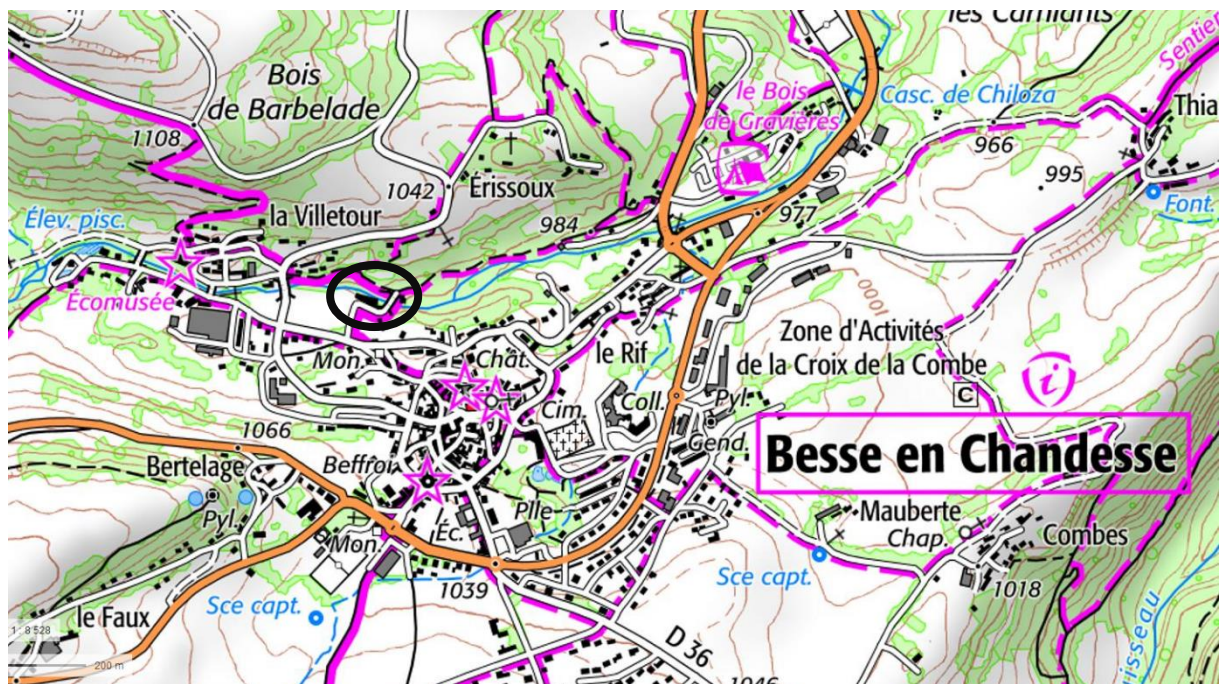 les Camiants
Sentier
Bois
de Barbelade
le Bois
de Gravières
Casc. de Chiloza
Thia
1108
966
1042
Érissoux
995
Élev. pisc.
la Villetour
984
977
Font.
Écomusée
1000
Zone d'Activités
de la Croix de la Combe
Mon.
Chât.
le Rif
i
C
Cim.
Coll.
Pyl.
1066
Gend.
Besse en Chandesse
Bertelage
Beffroi
Pyl.
Plle
Mauberte
Chap.
Combes
Mon.
Éc.
Sce capt.
1039
Sce capt.
1018
le Faux
1 : 8 528
D 36
200 m
1046
isseau